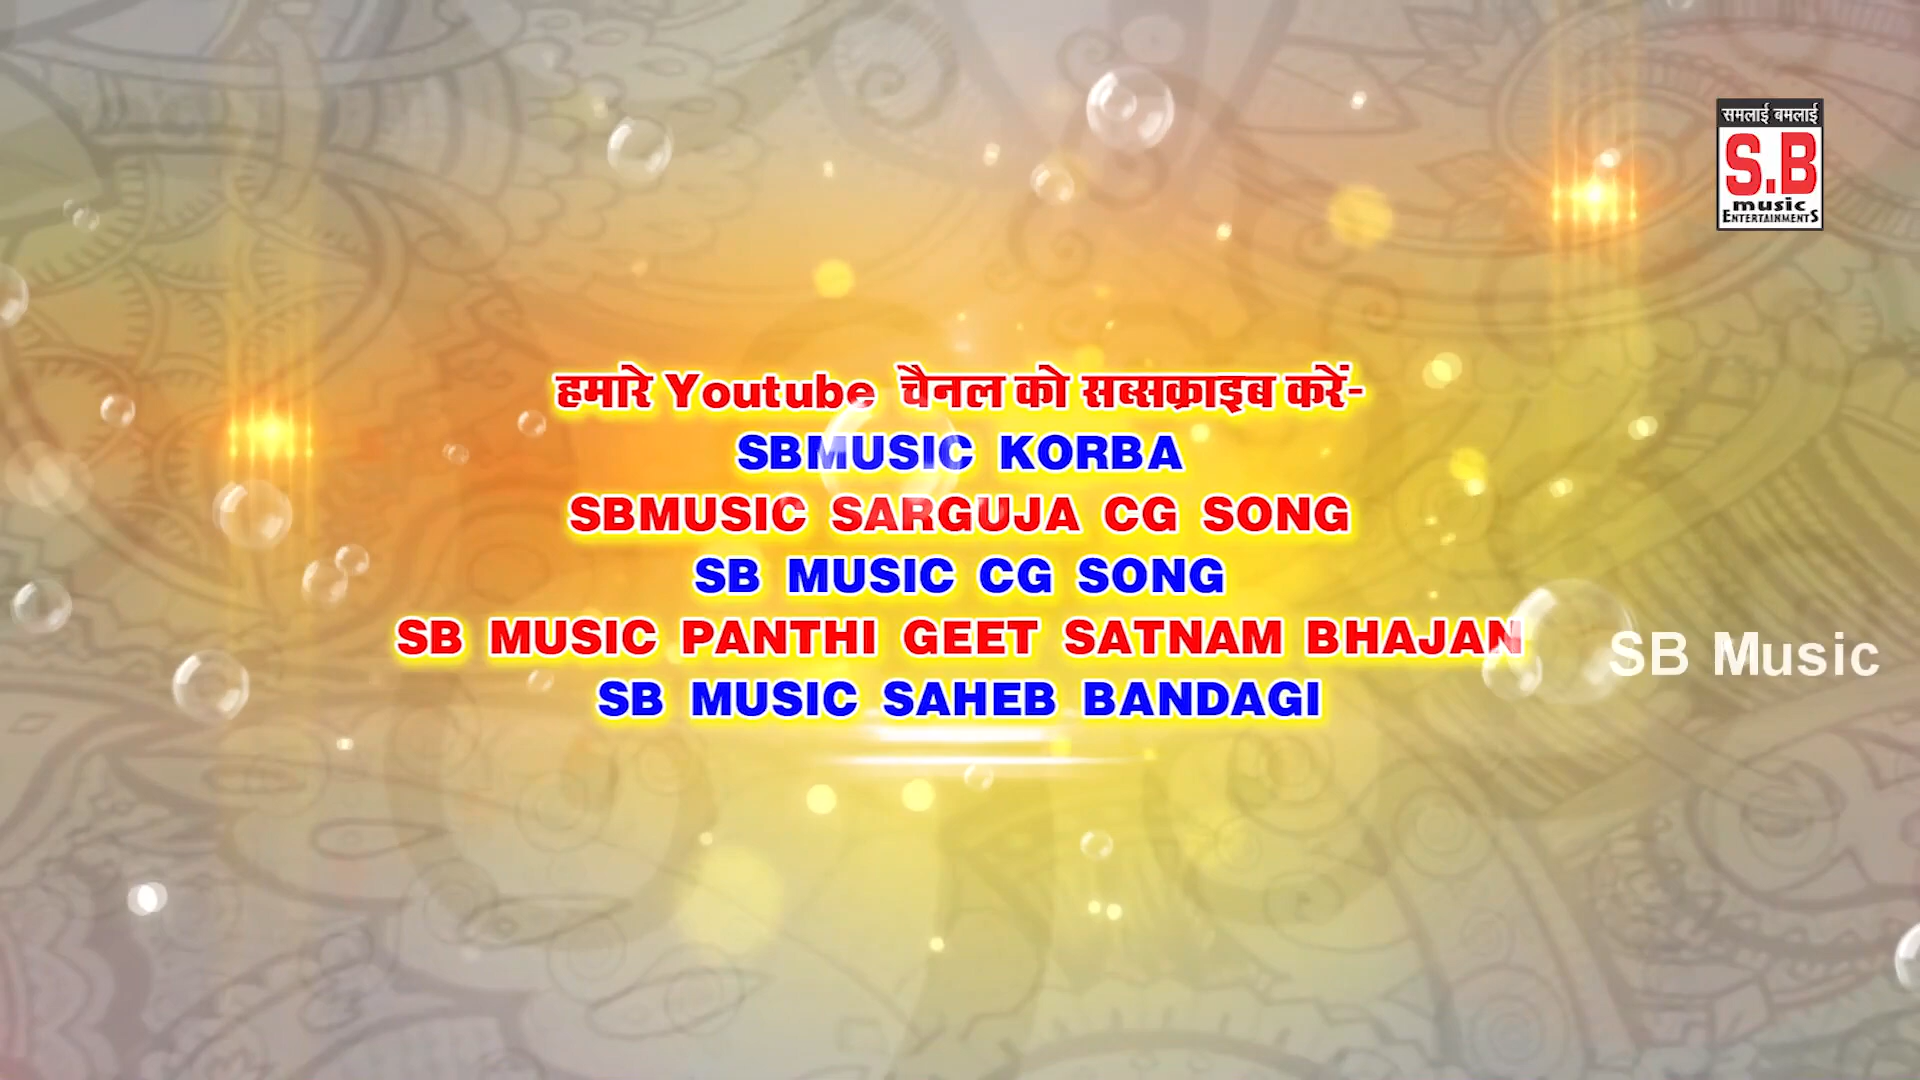 समलाई बमलाई
S.B
music
ENTERTAINMENTS
हमारे Youtube चैनल को सब्सक्राइब करें-
SBMUSIC KORBA
SBMUSIC SARGUJA CG SONG
SB MUSIC CG SONG
SB MUSIC PANTHI GEET SATNAM BHAJAN
SB Music
SB MUSIC SAHEB BANDAGI